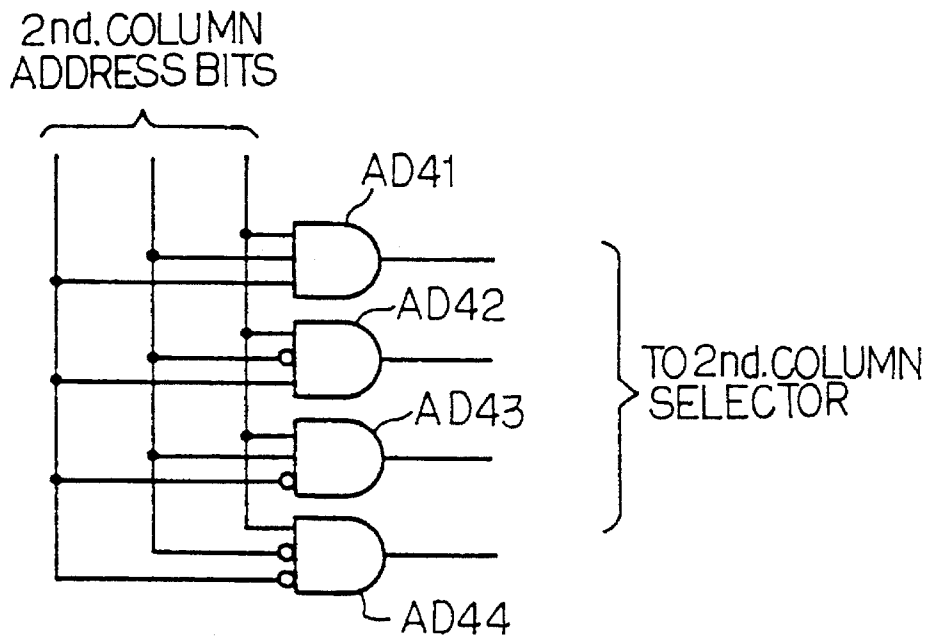 2nd.COLUMN
ADDRESS BITS
AD41
AD42
TO 2nd.COLUMN
SELECTOR
AD43
AD44